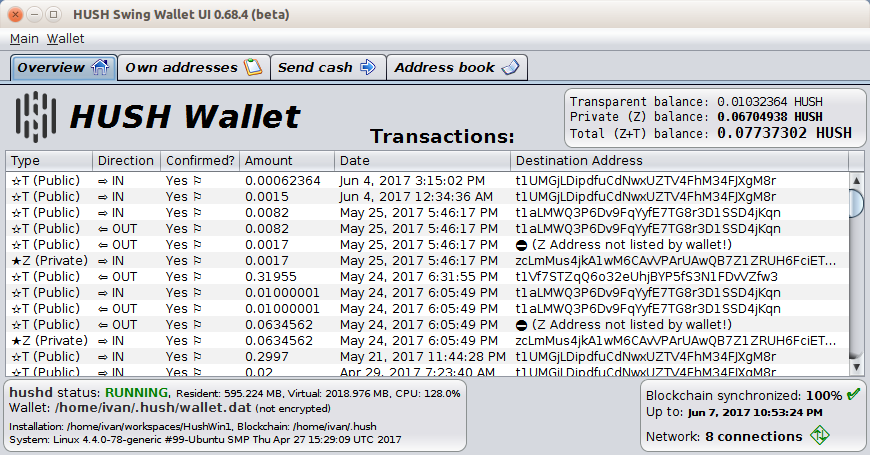 HUSH Swing Wallet UI 0.68.4 (beta)
Main Wallet
Overview Own addresses Send cash Address book
HUSH Wallet
Transactions:
Transparent balance: 0.01032364 HUSH
Private (Z) balance: 0.06704938 HUSH
Total (Z+T) balance: 0.07737302 HUSH
Type Direction Confirmed? Amount Date Destination Address
☆T (Public) ⇨ IN Yes ⚐ 0.00062364 Jun 4, 2017 3:15:02 PM t1UMGjLDipdfuCdNwxUZTV4FhM34FJXgM8r
☆T (Public) ⇨ IN Yes ⚐ 0.0015 Jun 4, 2017 12:34:36 AM t1UMGjLDipdfuCdNwxUZTV4FhM34FJXgM8r
☆T (Public) ⇨ IN Yes ⚐ 0.0082 May 25, 2017 5:46:17 PM t1aLMWQ3P6Dv9FqYyfE7TG8r3D1SSD4jKqn
☆T (Public) ⇦ OUT Yes ⚐ 0.0082 May 25, 2017 5:46:17 PM t1aLMWQ3P6Dv9FqYyfE7TG8r3D1SSD4jKqn
☆T (Public) ⇦ OUT Yes ⚐ 0.0017 May 25, 2017 5:46:17 PM ⛔ (Z Address not listed by wallet!)
★Z (Private) ⇨ IN Yes ⚐ 0.0017 May 25, 2017 5:46:17 PM zcLmMus4jkA1wM6CAvVPArUAwQB7Z1ZRUH6FciET...
☆T (Public) ⇦ OUT Yes ⚐ 0.31955 May 24, 2017 6:31:55 PM t1Vf7STZqQ6o32eUhjBYP5fS3N1FDvVZfw3
☆T (Public) ⇨ IN Yes ⚐ 0.01000001 May 24, 2017 6:05:49 PM t1aLMWQ3P6Dv9FqYyfE7TG8r3D1SSD4jKqn
☆T (Public) ⇦ OUT Yes ⚐ 0.01000001 May 24, 2017 6:05:49 PM t1aLMWQ3P6Dv9FqYyfE7TG8r3D1SSD4jKqn
☆T (Public) ⇦ OUT Yes ⚐ 0.0634562 May 24, 2017 6:05:49 PM ⛔ (Z Address not listed by wallet!)
★Z (Private) ⇨ IN Yes ⚐ 0.0634562 May 24, 2017 6:05:49 PM zcLmMus4jkA1wM6CAvVPArUAwQB7Z1ZRUH6FciET...
☆T (Public) ⇨ IN Yes ⚐ 0.2997 May 21, 2017 11:44:28 PM t1UMGjLDipdfuCdNwxUZTV4FhM34FJXgM8r
☆T (Public) ⇨ IN Yes ⚐ 0.02 Apr 29, 2017 7:23:40 AM t1UMGjLDipdfuCdNwxUZTV4FhM34FJXgM8r
hushd status: RUNNING, Resident: 595.224 MB, Virtual: 2018.976 MB, CPU: 128.0%
Wallet: /home/ivan/.hush/wallet.dat (not encrypted)
Installation: /home/ivan/workspaces/HushWin1, Blockchain: /home/ivan/.hush
System: Linux 4.4.0-78-generic #99-Ubuntu SMP Thu Apr 27 15:29:09 UTC 2017
Blockchain synchronized: 100% ✔
Up to: Jun 7, 2017 10:53:24 PM
Network: 8 connections